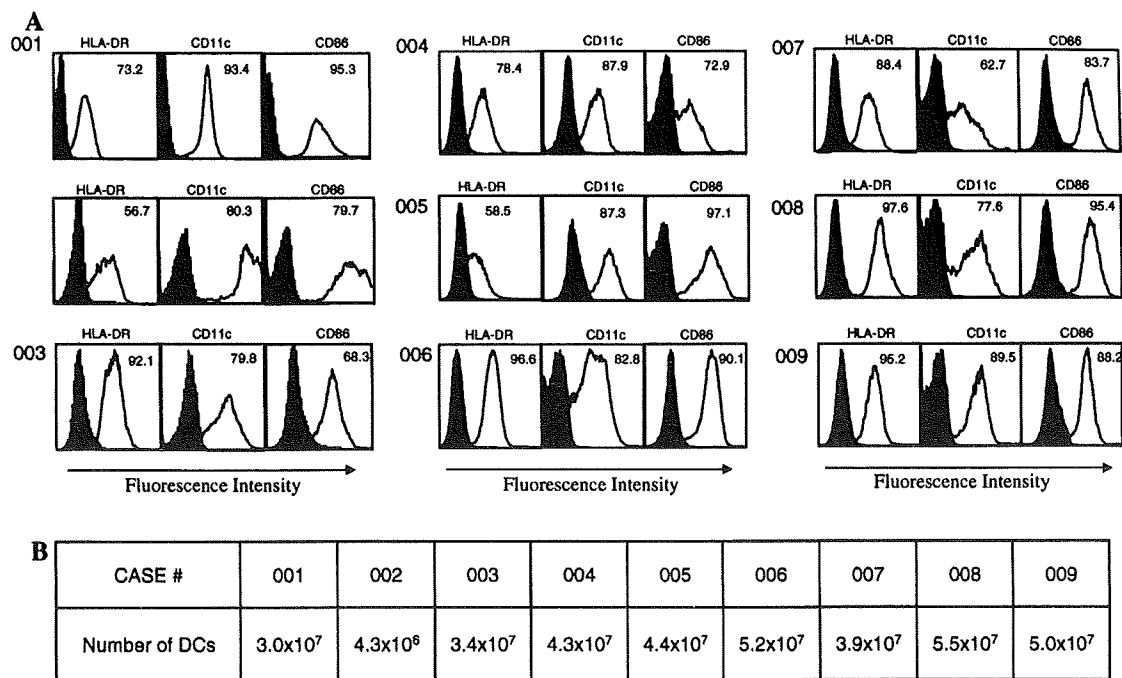 A
001
HLA-DR
73.2
CD11c
93.4
CD86
95.3
004
HLA-DR
78.4
CD11c
87.9
CD86
72.9
007
HLA-DR
88.4
CD11c
62.7
CD86
83.7
HLA-DR
56.7
CD11c
80.3
CD86
79.7
005
HLA-DR
58.5
CD11c
87.3
CD86
97.1
008
HLA-DR
97.6
CD11c
77.6
CD86
95.4
003
HLA-DR
92.1
CD11c
79.8
CD86
68.3
006
HLA-DR
96.6
CD11c
82.8
CD86
90.1
009
HLA-DR
95.2
CD11c
89.5
CD86
88.2
Fluorescence Intensity
Fluorescence Intensity
Fluorescence Intensity
B
CASE # 001 002 003 004 005 006 007 008 009
Number of DCs 3.0x10⁷ 4.3x10⁶ 3.4x10⁷ 4.3x10⁷ 4.4x10⁷ 5.2x10⁷ 3.9x10⁷ 5.5x10⁷ 5.0x10⁷